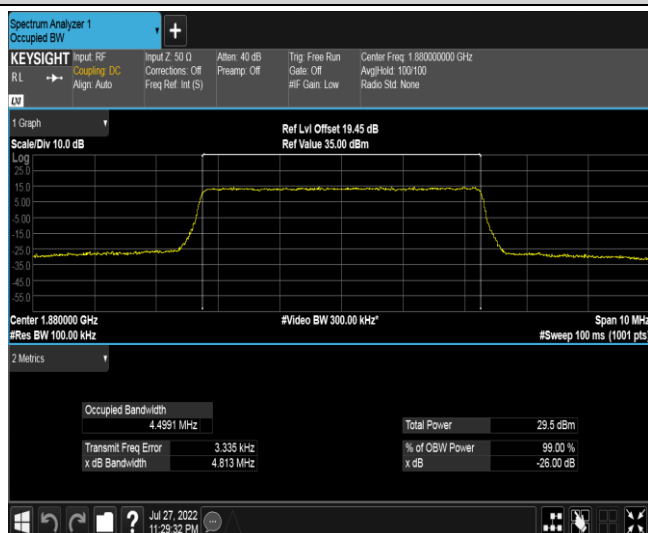 Spectrum Analyzer 1
Occupied BW
+
KEYSIGHT
R L
LXI
Input: RF
Coupling: DC
Align: Auto
Input Z: 50 Ω
Corrections: Off
Freq Ref: Int (S)
Atten: 40 dB
Preamp: Off
Trig: Free Run
Gate: Off
#IF Gain: Low
Center Freq: 1.880000000 GHz
Avg|Hold: 100/100
Radio Std: None
1 Graph
Scale/Div 10.0 dB
Ref Lvl Offset 19.45 dB
Ref Value 35.00 dBm
Log
25.0
15.0
5.00
-5.00
-15.0
-25.0
-35.0
-45.0
-55.0
Center 1.880000 GHz
#Res BW 100.00 kHz
#Video BW 300.00 kHz*
Span 10 MHz
#Sweep 100 ms (1001 pts)
2 Metrics
Occupied Bandwidth
4.4991 MHz
Transmit Freq Error 3.335 kHz
x dB Bandwidth 4.813 MHz
Total Power 29.5 dBm
% of OBW Power 99.00 %
x dB -26.00 dB
?
Jul 27, 2022
11:29:32 PM